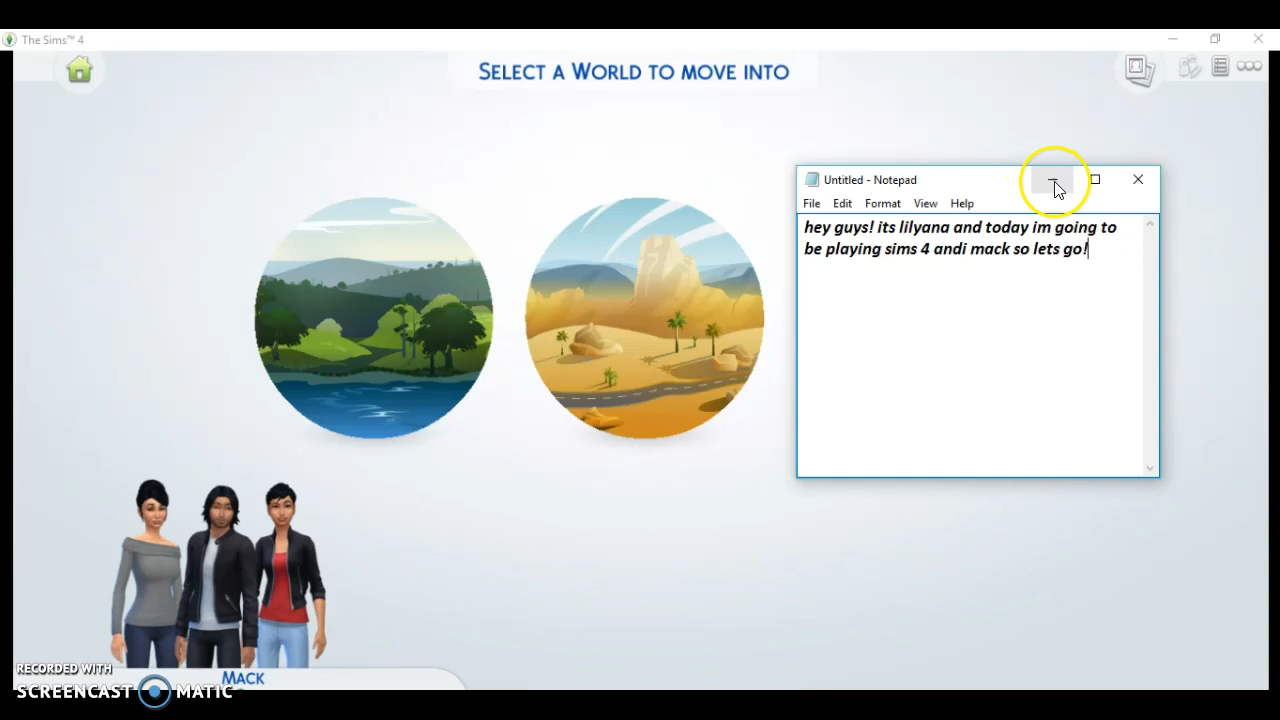 The Sims™ 4
SELECT A WORLD TO MOVE INTO
Untitled - Notepad
File Edit Format View Help
hey guys! its lilyana and today im going to
be playing sims 4 andi mack so lets go!
MACK
RECORDED WITH
SCREENCAST MATIC